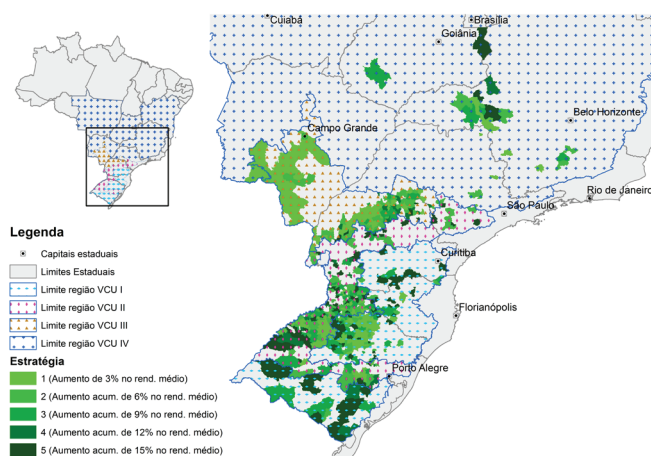 Cuiabá
Brasília
Goiânia
Belo Horizonte
Campo Grande
Rio de Janeiro
São Paulo
Curitiba
Florianópolis
Porto Alegre
Legenda
Capitais estaduais
Limites Estaduais
Limite região VCU I
Limite região VCU II
Limite região VCU III
Limite região VCU IV
Estratégia
1 (Aumento de 3% no rend. médio)
2 (Aumento acum. de 6% no rend. médio)
3 (Aumento acum. de 9% no rend. médio)
4 (Aumento acum. de 12% no rend. médio)
5 (Aumento acum. de 15% no rend. médio)